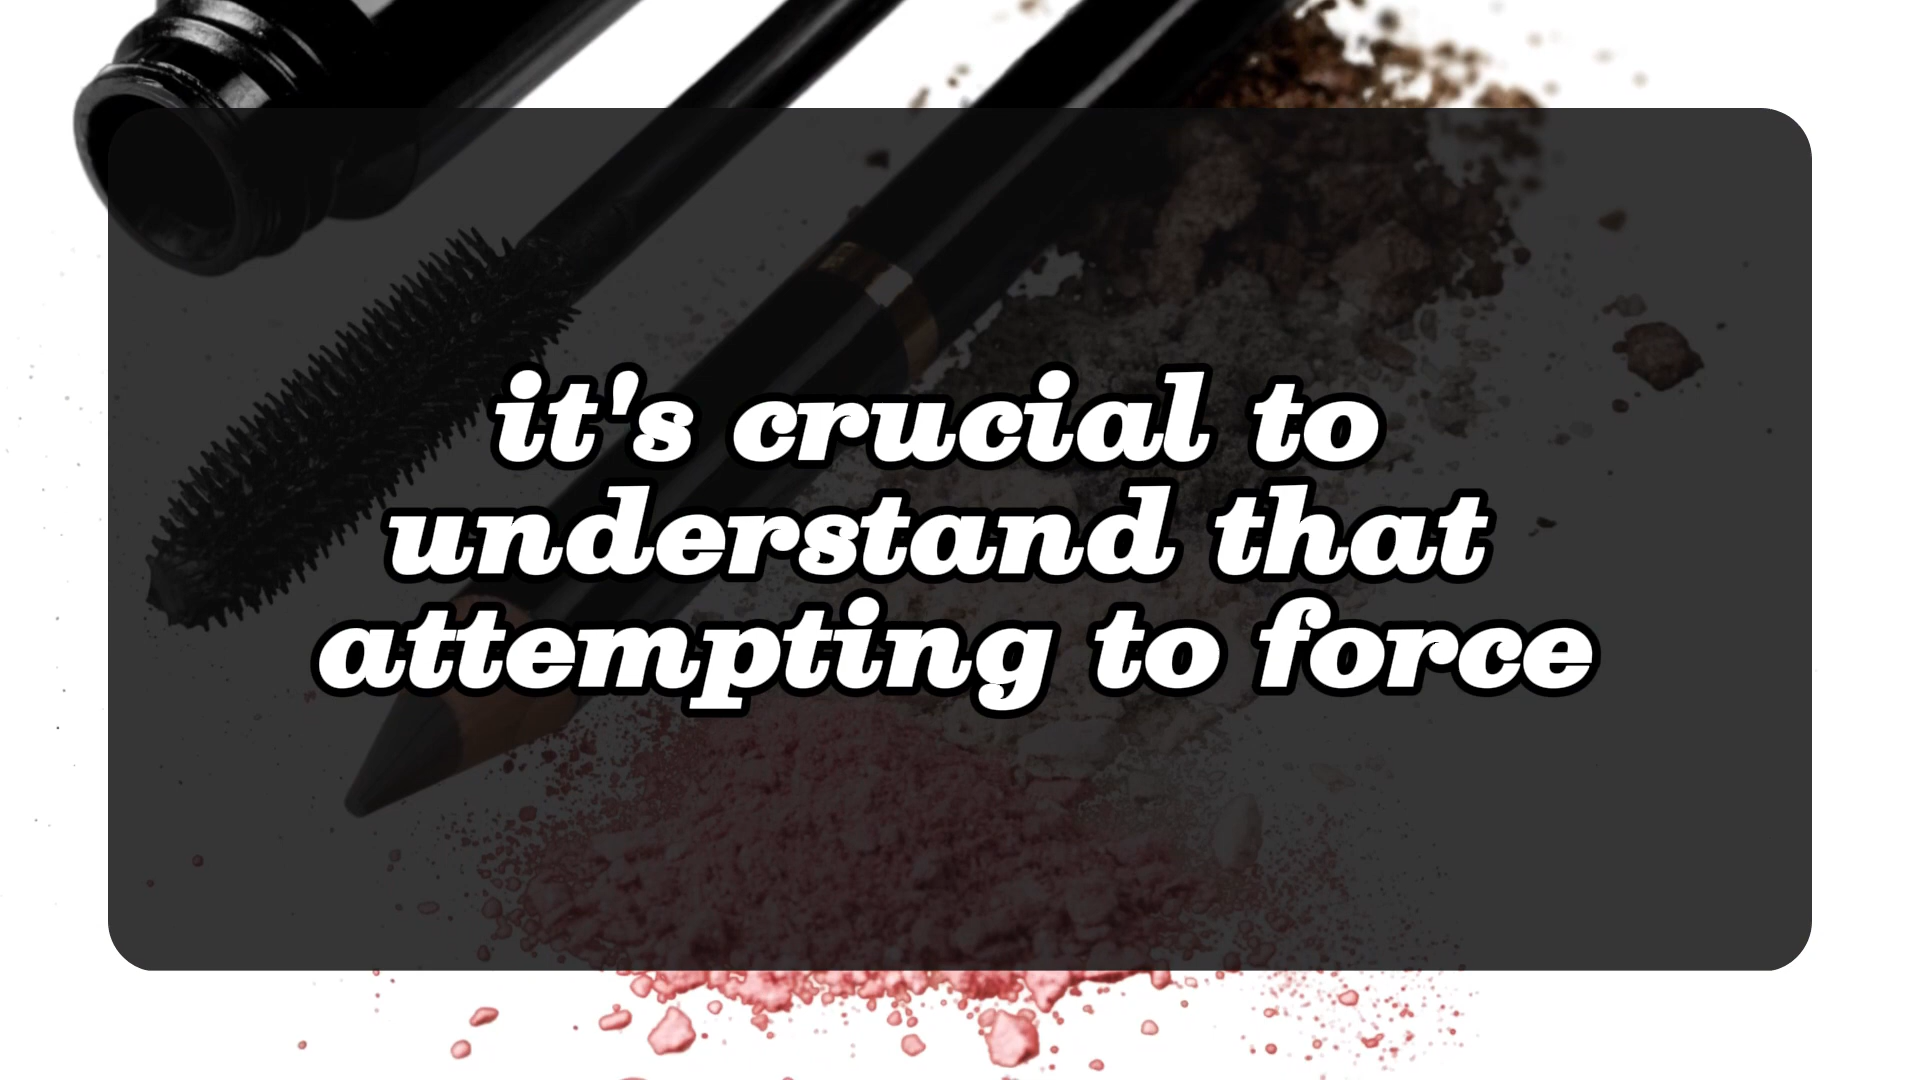 it's crucial to
understand that
attempting to force